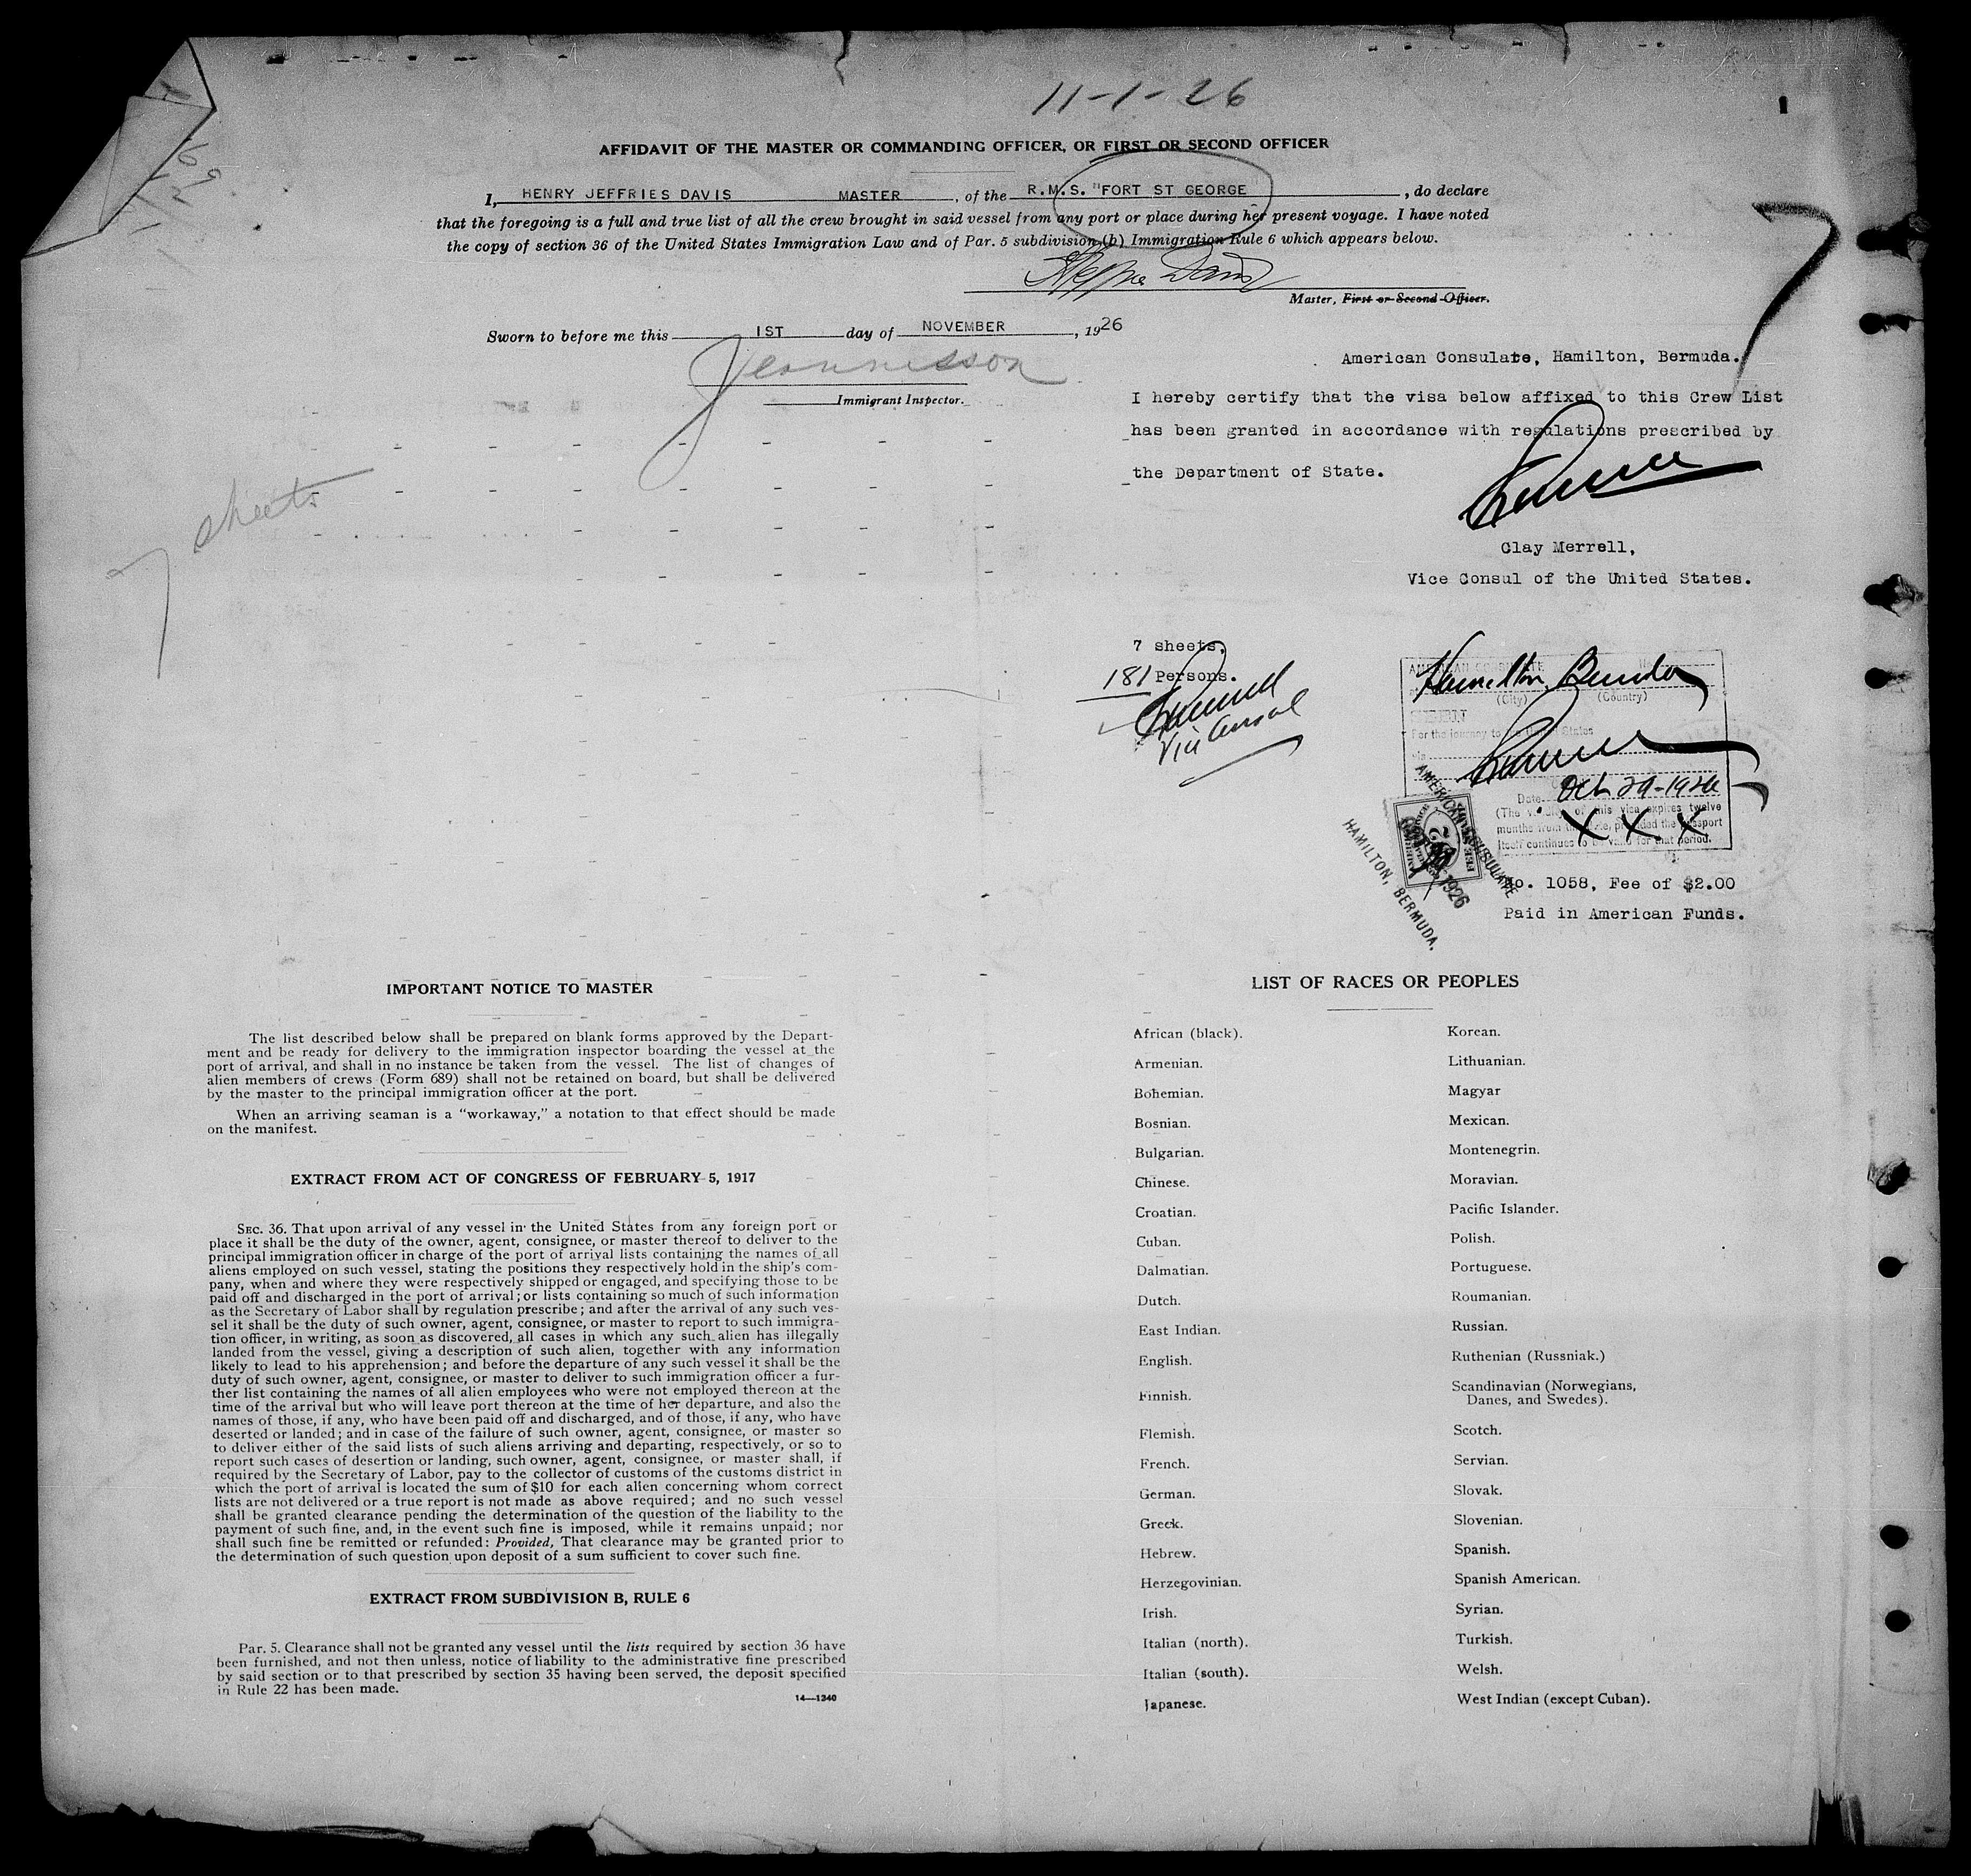 11-1-26
AFFIDAVIT OF THE MASTER OR COMMANDING OFFICER, OR FIRST OR SECOND OFFICER
I, HENRY JEFFRIES DAVIS MASTER, of the R.M.S. "FORT ST GEORGE, do declare
that the foregoing is a full and true list of all the crew brought in said vessel from any port or place during her present voyage. I have noted
the copy of section 36 of the United States Immigration Law and of Par. 5 subdivision (b) Immigration Rule 6 which appears below.
Davis
Master, First or Second Officer.
Sworn to before me this 1ST day of NOVEMBER, 1926
Immigrant Inspector.
7 sheets
7
American Consulate, Hamilton, Bermuda.
I hereby certify that the visa below affixed to this Crew List
has been granted in accordance with regulations prescribed by
the Department of State.
Clay Merrell,
Vice Consul of the United States.
7 sheets.
181 Persons.
Vice Consul
AMERICAN CONSULATE
Hamilton Bermuda
(City) (Country)
For the journey to the United States
Date Oct 29-1926
(The validity of this visa expires twelve
months from this date, provided the passport
itself continues to be valid for that period.
X X X
AMERICAN CONSULATE
1926
HAMILTON, BERMUDA.
No. 1058, Fee of $2.00
Paid in American Funds.
IMPORTANT NOTICE TO MASTER
The list described below shall be prepared on blank forms approved by the Depart-
ment and be ready for delivery to the immigration inspector boarding the vessel at the
port of arrival, and shall in no instance be taken from the vessel. The list of changes of
alien members of crews (Form 689) shall not be retained on board, but shall be delivered
by the master to the principal immigration officer at the port.
When an arriving seaman is a "workaway," a notation to that effect should be made
on the manifest.
EXTRACT FROM ACT OF CONGRESS OF FEBRUARY 5, 1917
SEC. 36. That upon arrival of any vessel in the United States from any foreign port or
place it shall be the duty of the owner, agent, consignee, or master thereof to deliver to the
principal immigration officer in charge of the port of arrival lists containing the names of all
aliens employed on such vessel, stating the positions they respectively hold in the ship's com-
pany, when and where they were respectively shipped or engaged, and specifying those to be
paid off and discharged in the port of arrival; or lists containing so much of such information
as the Secretary of Labor shall by regulation prescribe; and after the arrival of any such ves-
sel it shall be the duty of such owner, agent, consignee, or master to report to such immigra-
tion officer, in writing, as soon as discovered, all cases in which any such alien has illegally
landed from the vessel, giving a description of such alien, together with any information
likely to lead to his apprehension; and before the departure of any such vessel it shall be the
duty of such owner, agent, consignee, or master to deliver to such immigration officer a fur-
ther list containing the names of all alien employees who were not employed thereon at the
time of the arrival but who will leave port thereon at the time of her departure, and also the
names of those, if any, who have been paid off and discharged, and of those, if any, who have
deserted or landed; and in case of the failure of such owner, agent, consignee, or master so
to deliver either of the said lists of such aliens arriving and departing, respectively, or so to
report such cases of desertion or landing, such owner, agent, consignee, or master shall, if
required by the Secretary of Labor, pay to the collector of customs of the customs district in
which the port of arrival is located the sum of $10 for each alien concerning whom correct
lists are not delivered or a true report is not made as above required; and no such vessel
shall be granted clearance pending the determination of the question of the liability to the
payment of such fine, and, in the event such fine is imposed, while it remains unpaid; nor
shall such fine be remitted or refunded: Provided, That clearance may be granted prior to
the determination of such question upon deposit of a sum sufficient to cover such fine.
EXTRACT FROM SUBDIVISION B, RULE 6
Par. 5. Clearance shall not be granted any vessel until the lists required by section 36 have
been furnished, and not then unless, notice of liability to the administrative fine prescribed
by said section or to that prescribed by section 35 having been served, the deposit specified
in Rule 22 has been made.
14—1240
LIST OF RACES OR PEOPLES
African (black).
Armenian.
Bohemian.
Bosnian.
Bulgarian.
Chinese.
Croatian.
Cuban.
Dalmatian.
Dutch.
East Indian.
English.
Finnish.
Flemish.
French.
German.
Greek.
Hebrew.
Herzegovinian.
Irish.
Italian (north).
Italian (south).
Japanese.
Korean.
Lithuanian.
Magyar
Mexican.
Montenegrin.
Moravian.
Pacific Islander.
Polish.
Portuguese.
Roumanian.
Russian.
Ruthenian (Russniak.)
Scandinavian (Norwegians,
Danes, and Swedes).
Scotch.
Servian.
Slovak.
Slovenian.
Spanish.
Spanish American.
Syrian.
Turkish.
Welsh.
West Indian (except Cuban).